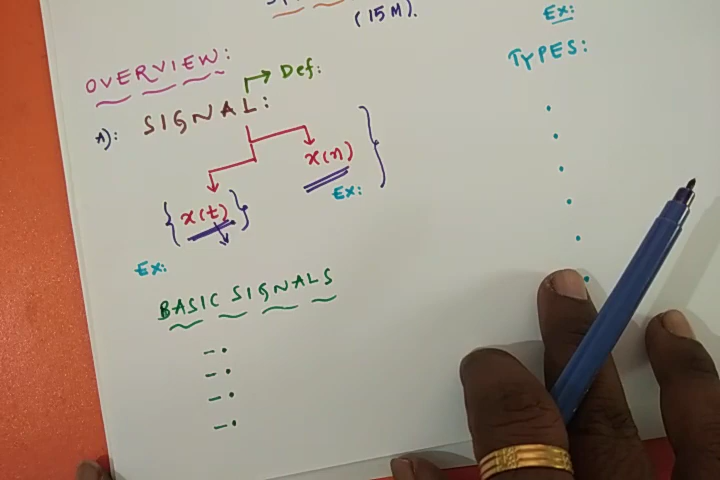 (15M).
OVERVIEW:
Def:
A): SIGNAL:
x(n)
Ex:
x(t)
Ex:
BASIC SIGNALS
Ex:
TYPES: